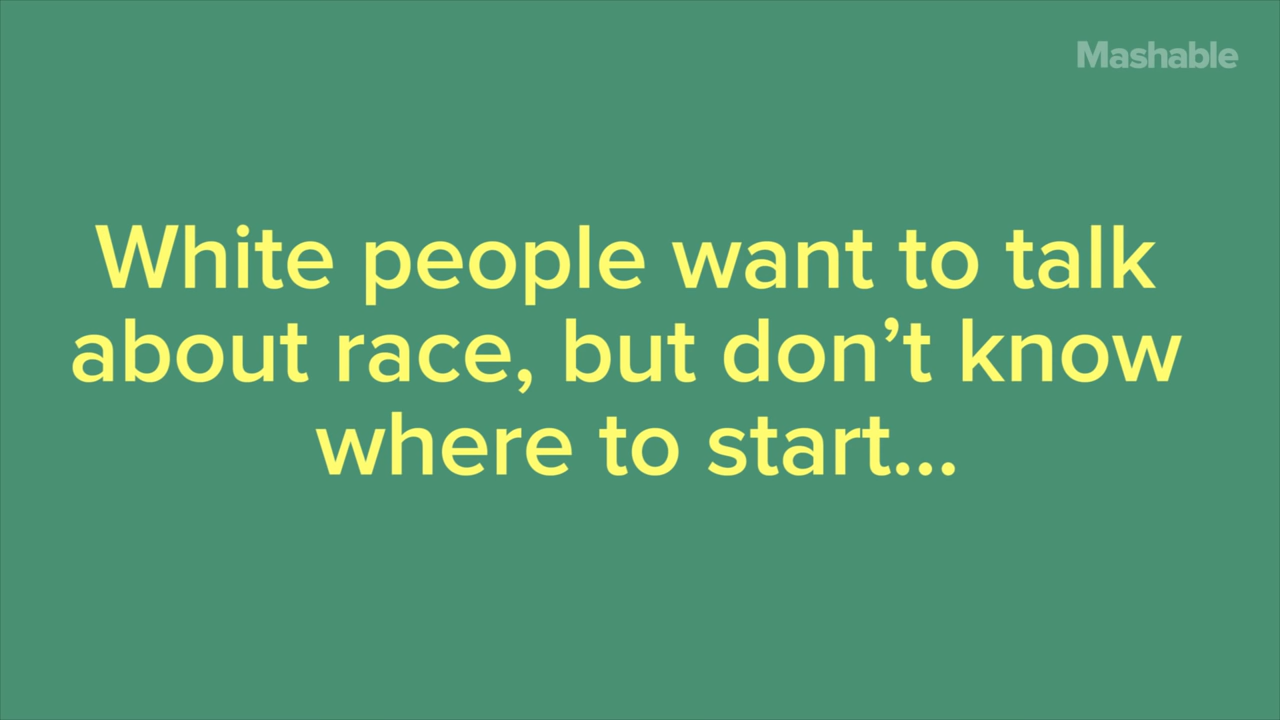 Mashable
White people want to talk
about race, but don’t know
where to start...